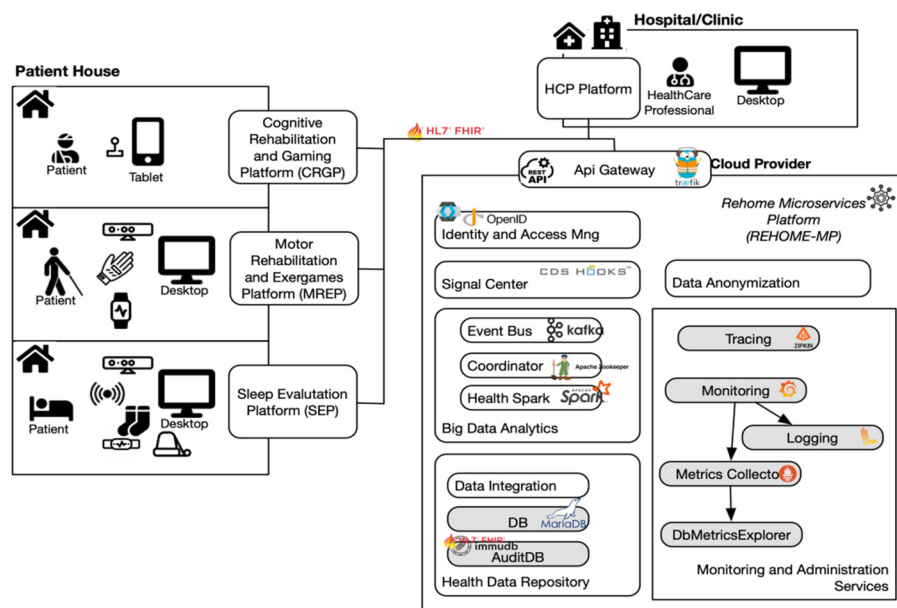 Hospital/Clinic
HCP Platform
HealthCare
Professional
Desktop
Patient House
Patient
Tablet
Cognitive
Rehabilitation
and Gaming
Platform (CRGP)
HL7® FHIR®
Patient
Desktop
Motor
Rehabilitation
and Exergames
Platform (MREP)
Patient
Desktop
Sleep Evalutation
Platform (SEP)
REST
API
Api Gateway
træfik
Cloud Provider
Rehome Microservices
Platform
(REHOME-MP)
OpenID
Identity and Access Mng
Signal Center
CDS HOOKS™
Data Anonymization
Event Bus
kafka
Coordinator
Apache Zookeeper
Health Spark
APACHE
Spark™
Big Data Analytics
Data Integration
DB
MariaDB
HL7® FHIR®
immudb
AuditDB
Health Data Repository
Tracing
ZIPKIN
Monitoring
Logging
Metrics Collecto
DbMetricsExplorer
Monitoring and Administration
Services